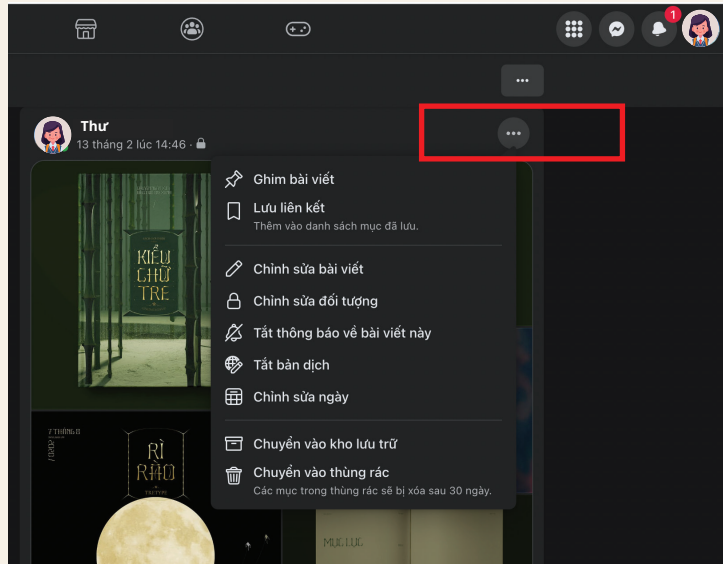 1
Thư
13 tháng 2 lúc 14:46 ·
Ghim bài viết
Lưu liên kết
Thêm vào danh sách mục đã lưu.
Chỉnh sửa bài viết
Chỉnh sửa đối tượng
Tắt thông báo về bài viết này
Tắt bản dịch
Chỉnh sửa ngày
Chuyển vào kho lưu trữ
Chuyển vào thùng rác
Các mục trong thùng rác sẽ bị xóa sau 30 ngày.
KIỂU
CHỮ
TRE
RÌ
RÀO
MỤC LỤC